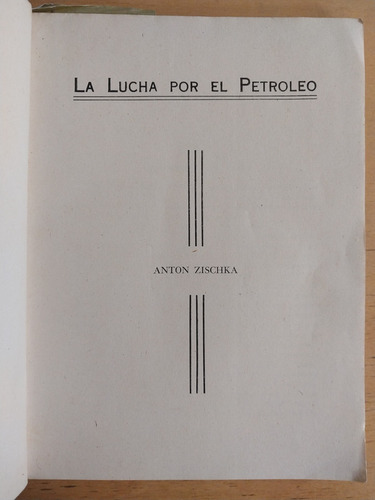 LA LUCHA POR EL PETROLEO
ANTON ZISCHKA